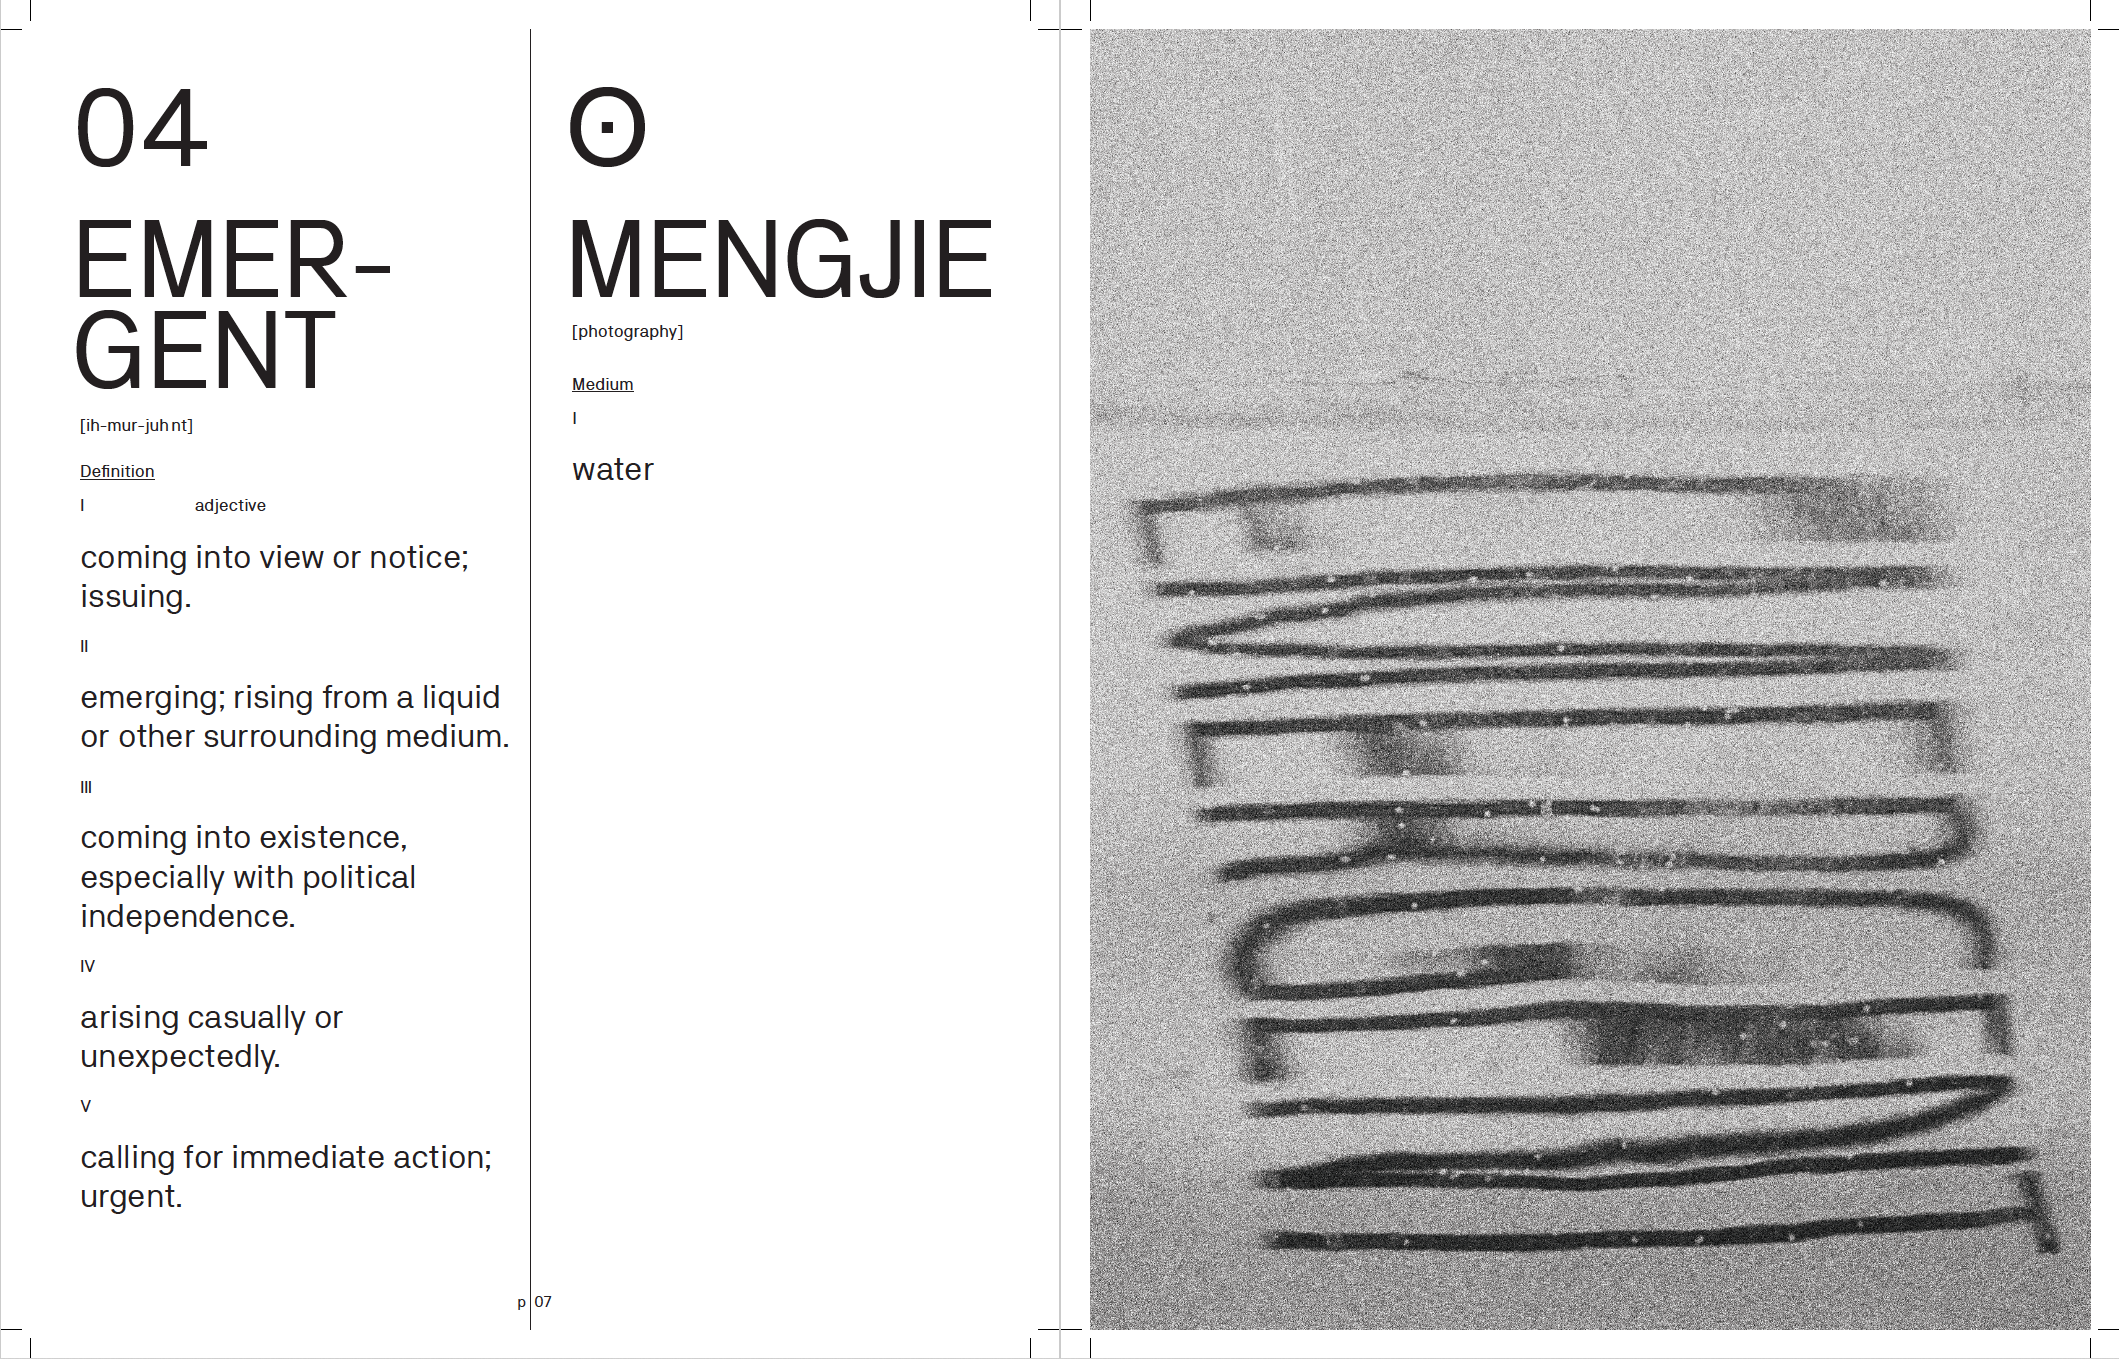 04
EMER-
GENT
[ih-mur-juhnt]
Definition
I adjective
coming into view or notice;
issuing.
II
emerging; rising from a liquid
or other surrounding medium.
III
coming into existence,
especially with political
independence.
IV
arising casually or
unexpectedly.
V
calling for immediate action;
urgent.
ʘ
MENGJIE
[photography]
Medium
I
water
p 07
EMERGENT